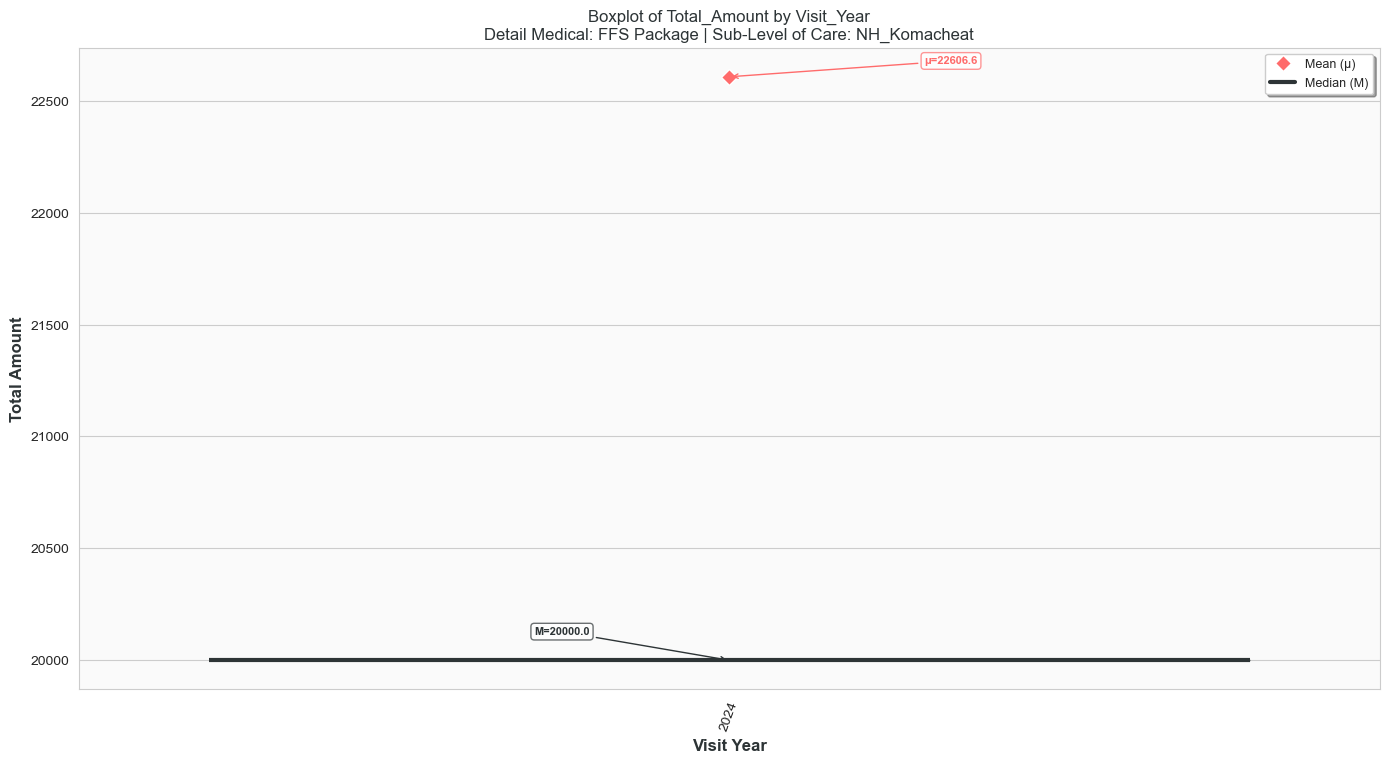 Boxplot of Total_Amount by Visit_Year
Detail Medical: FFS Package | Sub-Level of Care: NH_Komacheat
μ=22606.6
Mean (μ)
Median (M)
22500
22000
21500
21000
20500
20000
Total Amount
M=20000.0
2024
Visit Year